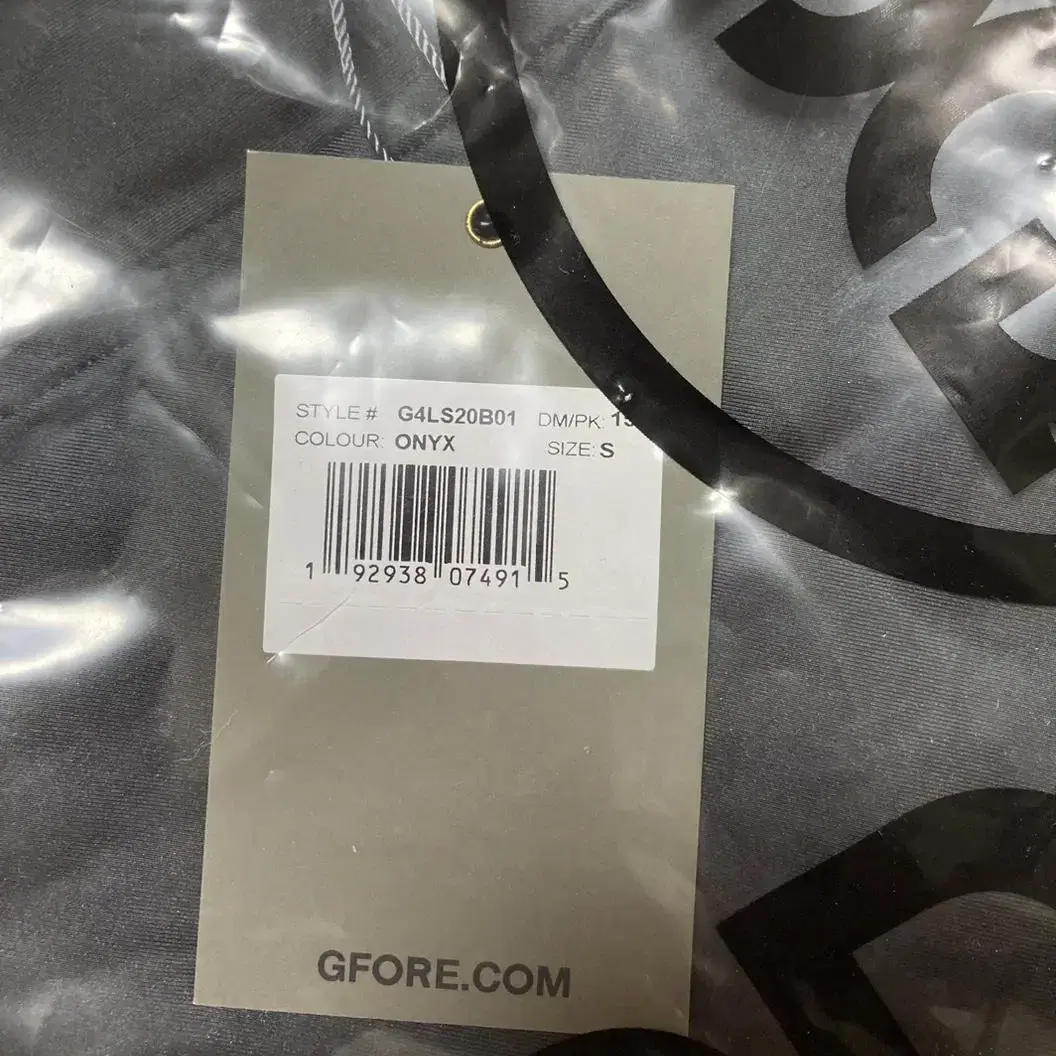 STYLE # G4LS20B01 DM/PK:
COLOUR: ONYX SIZE: S
1 92938 07491 5
GFORE.COM